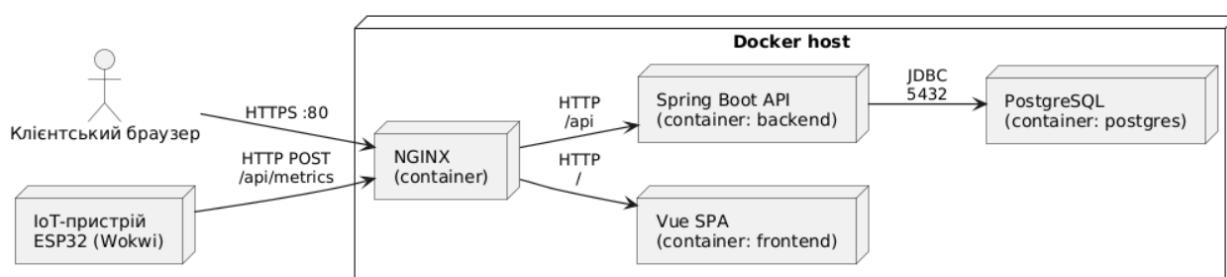 Docker host
Клієнтський браузер
HTTPS :80
HTTP POST
/api/metrics
IoT-пристрій
ESP32 (Wokwi)
NGINX
(container)
HTTP
/api
HTTP
/
Spring Boot API
(container: backend)
Vue SPA
(container: frontend)
JDBC
5432
PostgreSQL
(container: postgres)